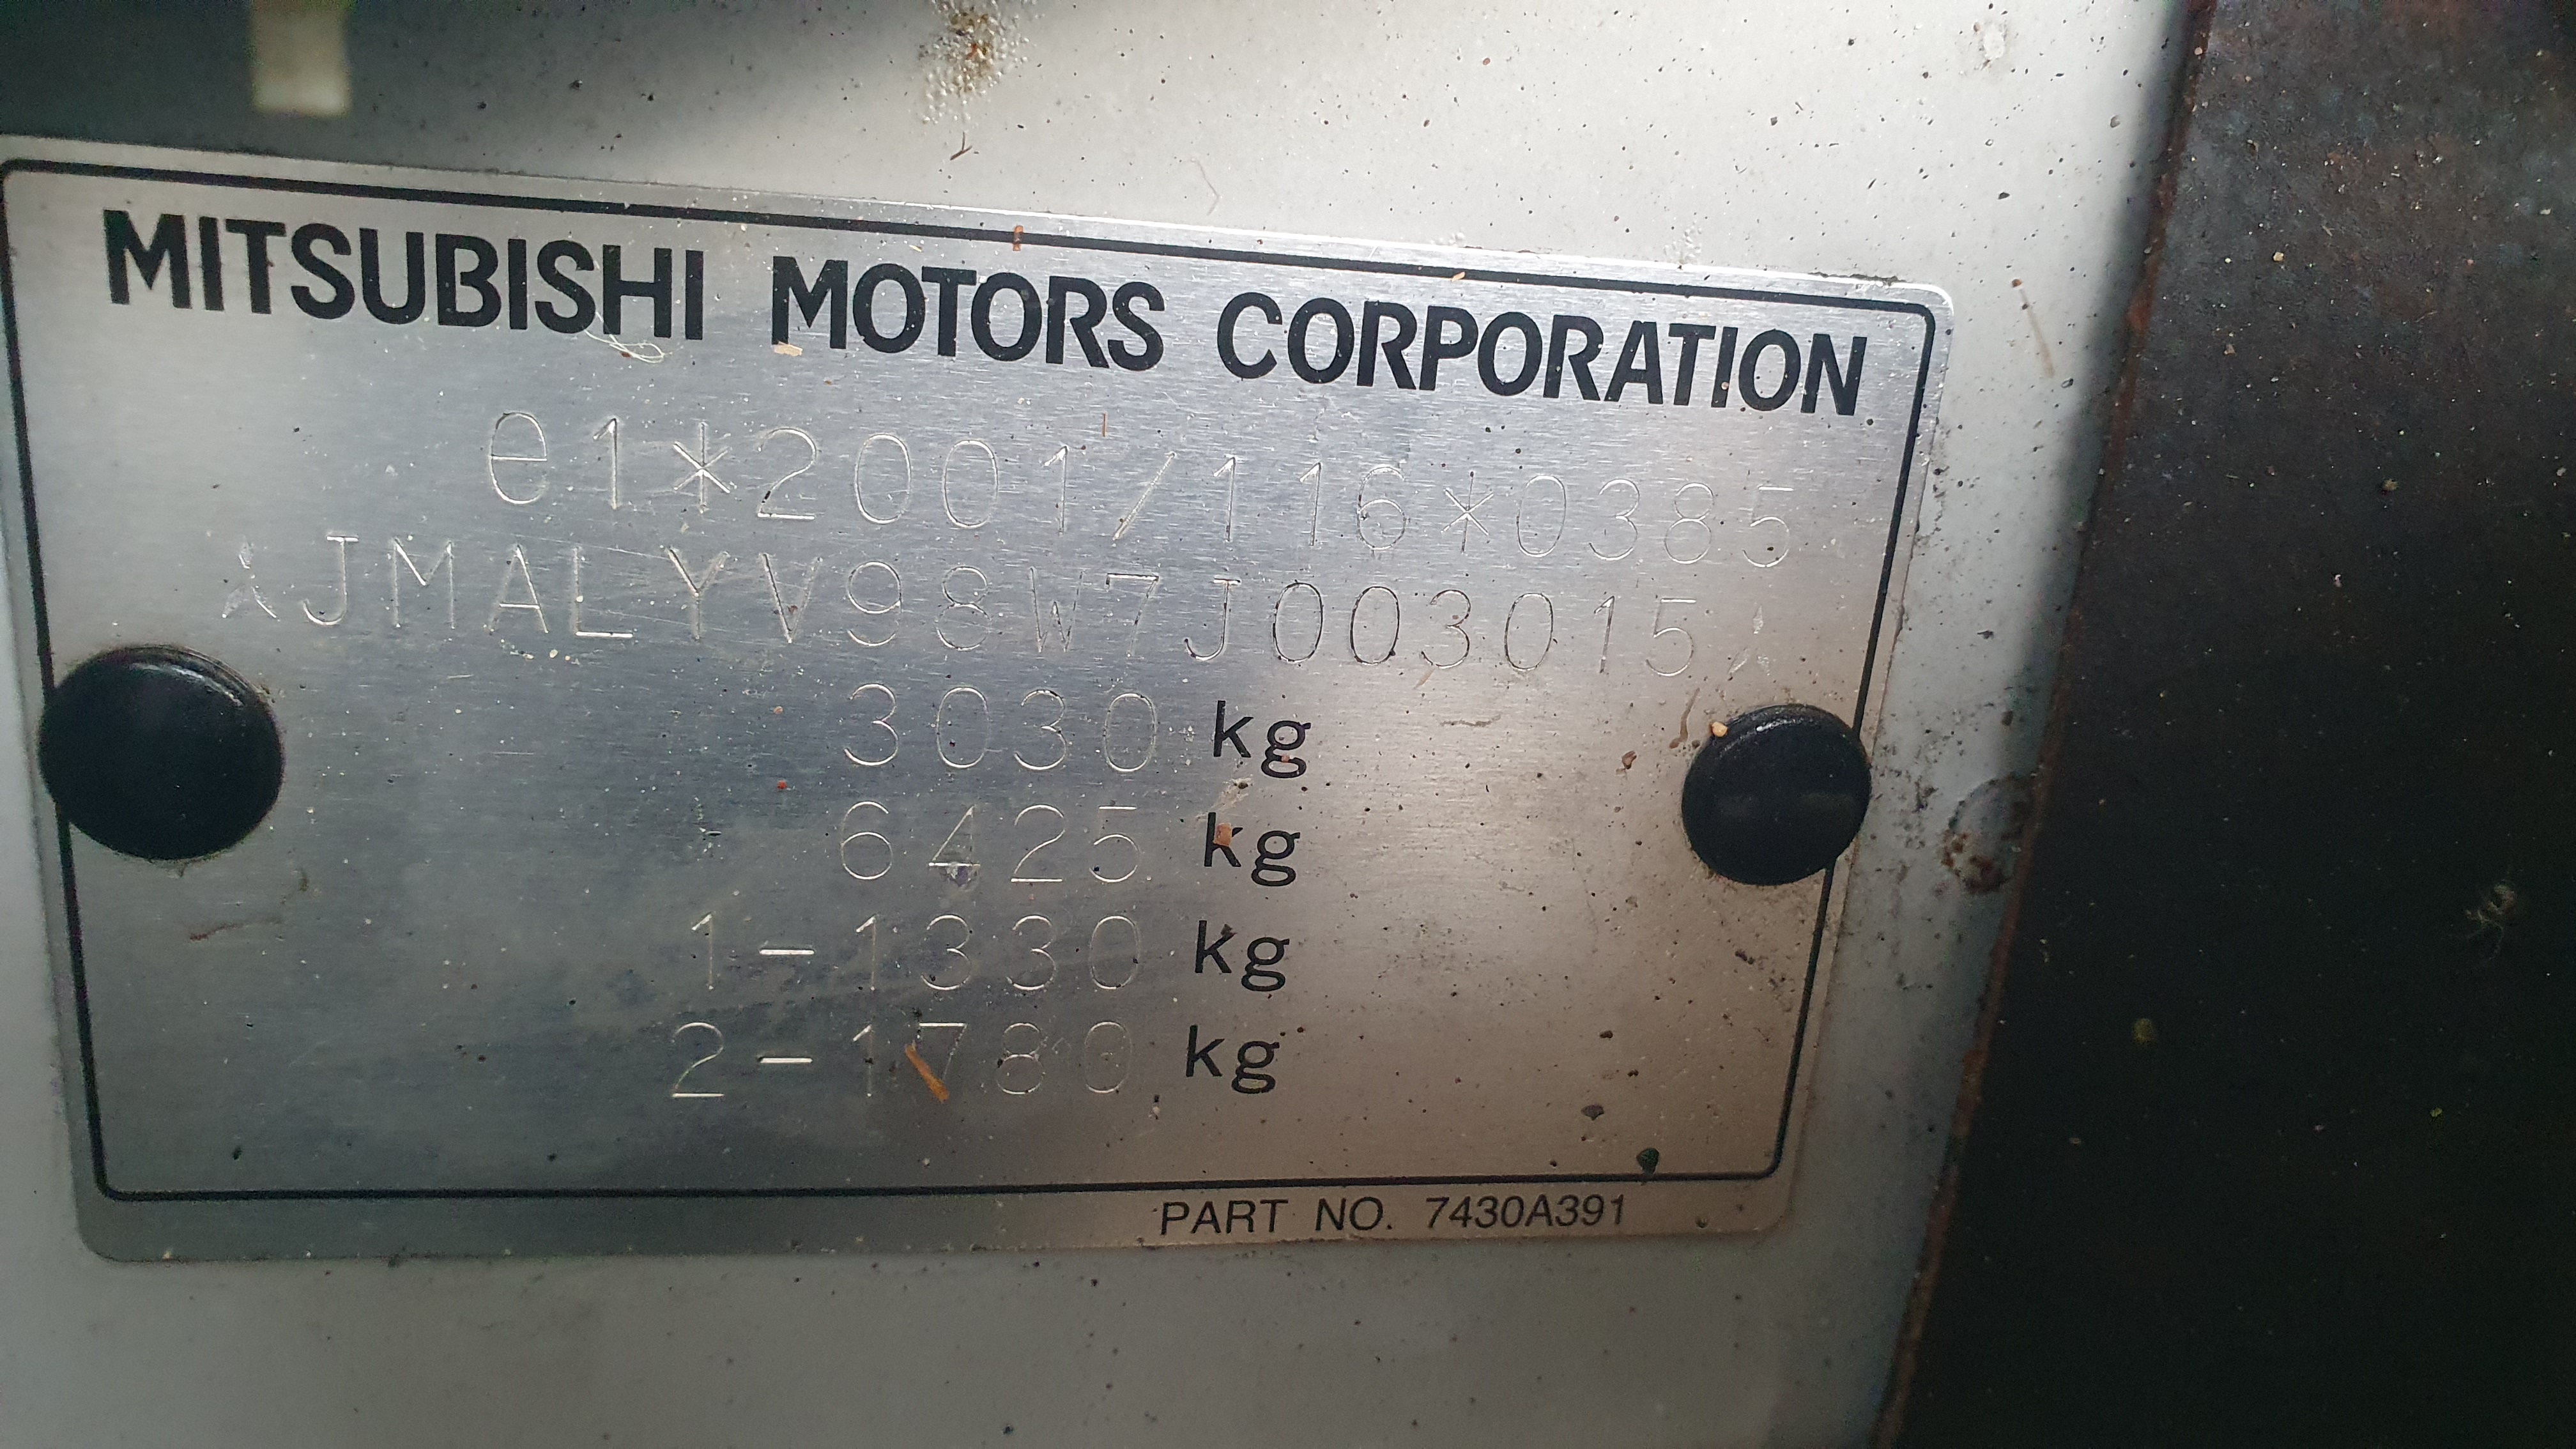 MITSUBISHI MOTORS CORPORATION
e1*2001/116*0385
JMALYV98W7J003015
3030 kg
6425 kg
1-1330 kg
2-1780 kg
PART NO. 7430A391